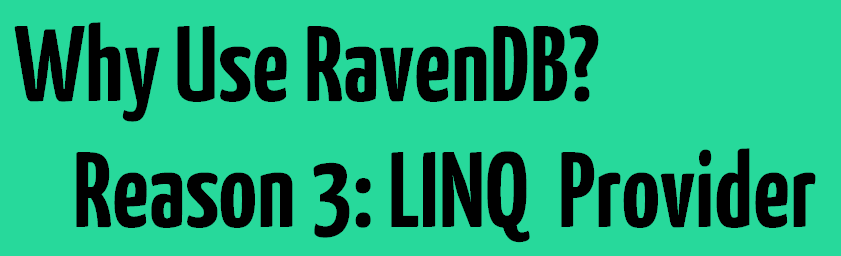 Why Use RavenDB?
Reason 3: LINQ Provider